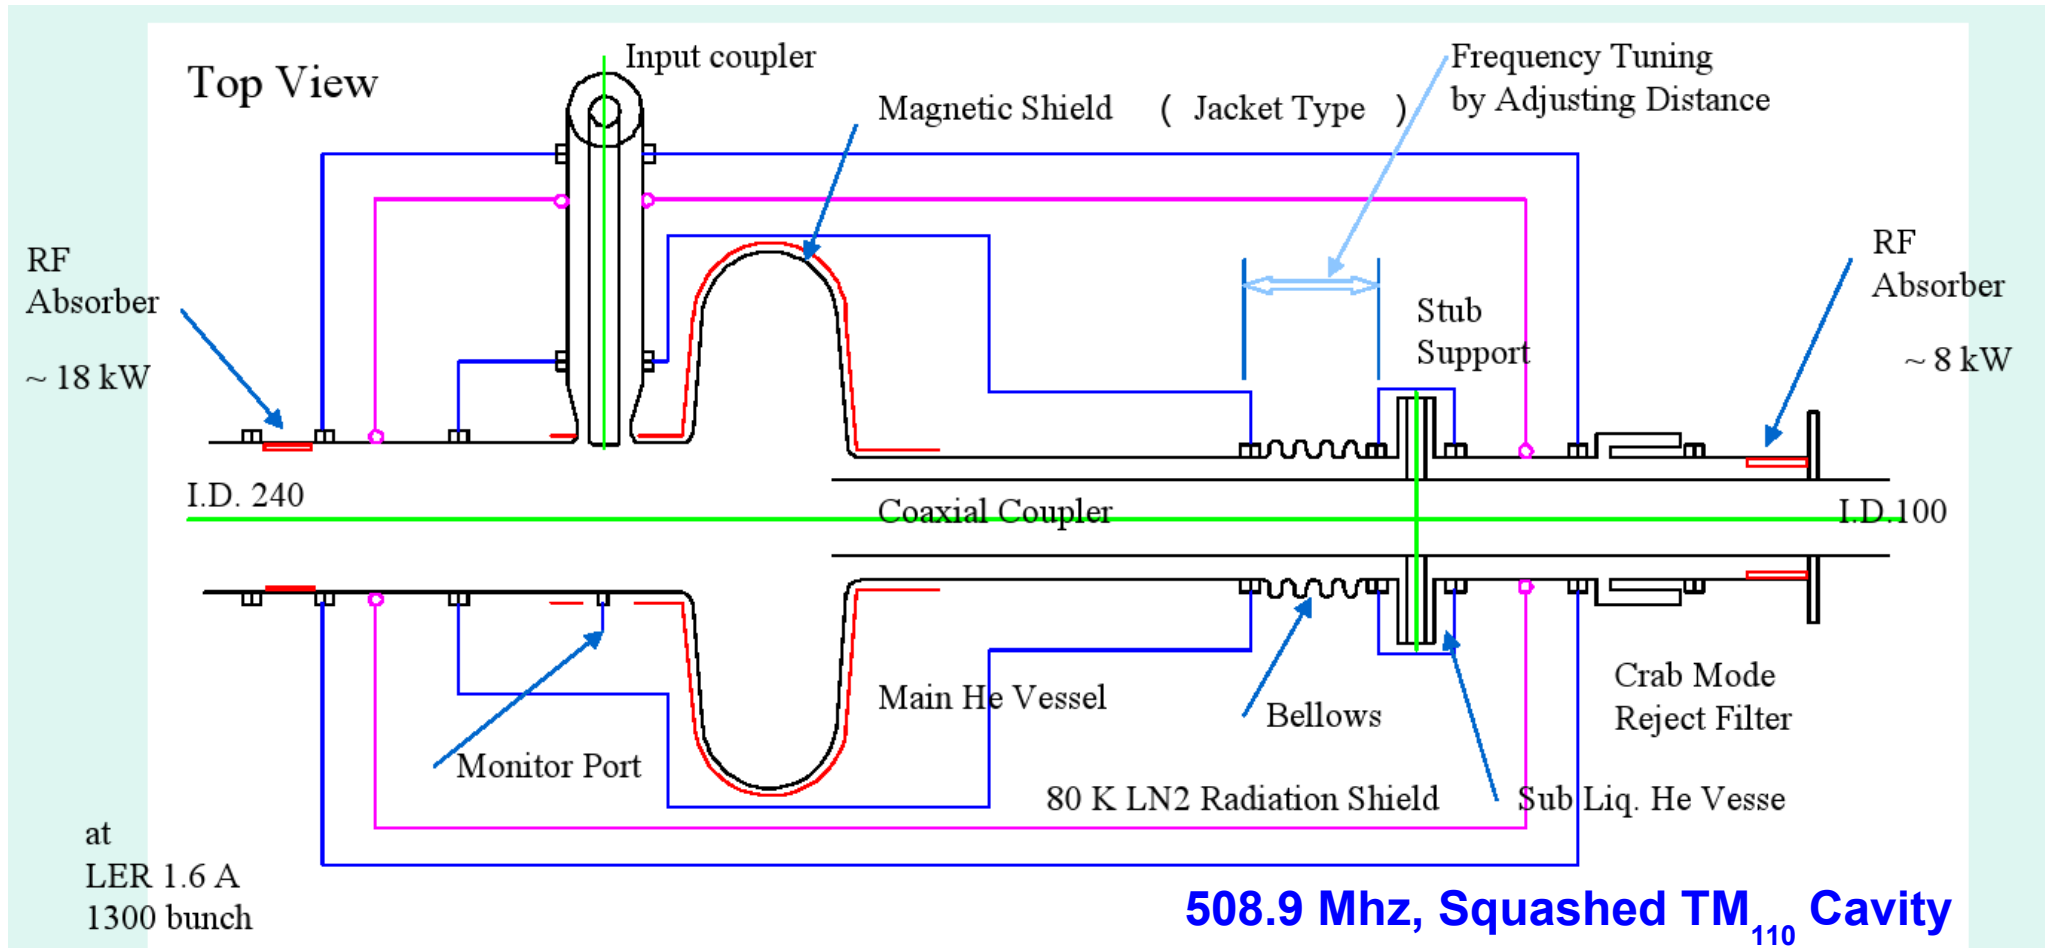 Top View
Input coupler
Magnetic Shield ( Jacket Type )
Frequency Tuning
by Adjusting Distance
RF
Absorber
~ 18 kW
RF
Absorber
~ 8 kW
Stub
Support
I.D. 240
Coaxial Coupler
I.D.100
Main He Vessel
Bellows
Crab Mode
Reject Filter
Monitor Port
80 K LN2 Radiation Shield
Sub Liq. He Vesse
at
LER 1.6 A
1300 bunch
508.9 Mhz, Squashed TM110 Cavity